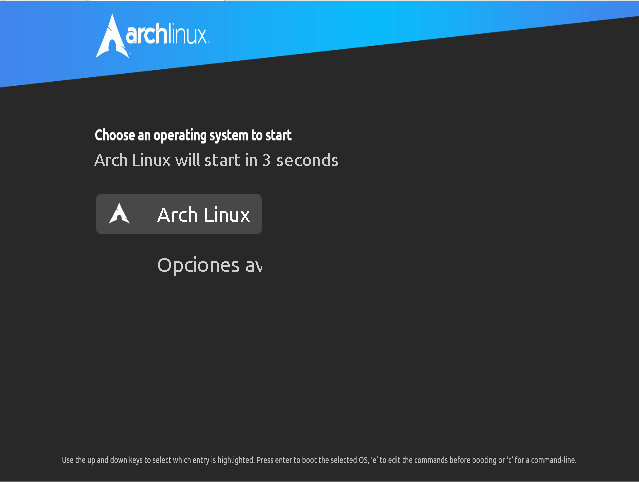 archlinux
Choose an operating system to start
Arch Linux will start in 3 seconds
Arch Linux
Opciones av
Use the up and down keys to select which entry is highlighted. Press enter to boot the selected OS, 'e' to edit the commands before booting or 'c' for a command-line.